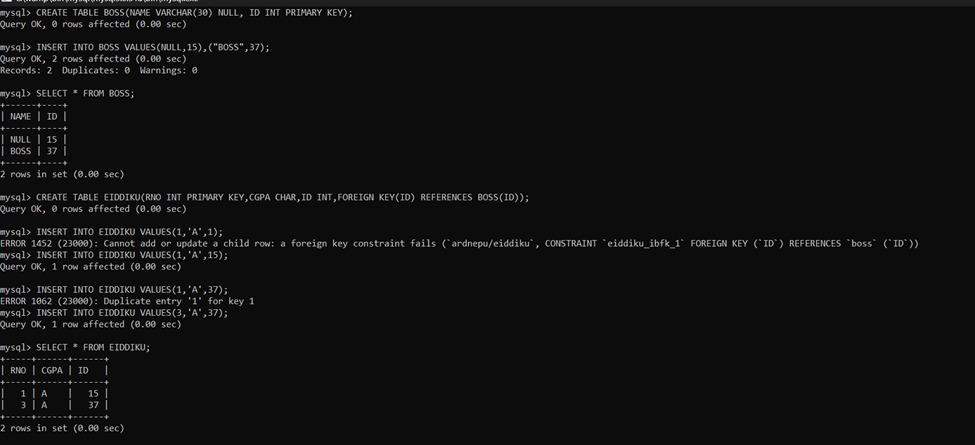 mysql> CREATE TABLE BOSS(NAME VARCHAR(30) NULL, ID INT PRIMARY KEY);
Query OK, 0 rows affected (0.00 sec)
mysql> INSERT INTO BOSS VALUES(NULL,15),("BOSS",37);
Query OK, 2 rows affected (0.00 sec)
Records: 2  Duplicates: 0  Warnings: 0
mysql> SELECT * FROM BOSS;
+------+----+
| NAME | ID |
+------+----+
| NULL | 15 |
| BOSS | 37 |
+------+----+
2 rows in set (0.00 sec)
mysql> CREATE TABLE EIDDIKU(RNO INT PRIMARY KEY,CGPA CHAR,ID INT,FOREIGN KEY(ID) REFERENCES BOSS(ID));
Query OK, 0 rows affected (0.00 sec)
mysql> INSERT INTO EIDDIKU VALUES(1,'A',1);
ERROR 1452 (23000): Cannot add or update a child row: a foreign key constraint fails (`ardnepu/eiddiku`, CONSTRAINT `eiddiku_ibfk_1` FOREIGN KEY (`ID`) REFERENCES `boss` (`ID`))
mysql> INSERT INTO EIDDIKU VALUES(1,'A',15);
Query OK, 1 row affected (0.00 sec)
mysql> INSERT INTO EIDDIKU VALUES(1,'A',37);
ERROR 1062 (23000): Duplicate entry '1' for key 1
mysql> INSERT INTO EIDDIKU VALUES(3,'A',37);
Query OK, 1 row affected (0.00 sec)
mysql> SELECT * FROM EIDDIKU;
+-----+------+------+
| RNO | CGPA | ID   |
+-----+------+------+
|   1 | A    |   15 |
|   3 | A    |   37 |
+-----+------+------+
2 rows in set (0.00 sec)